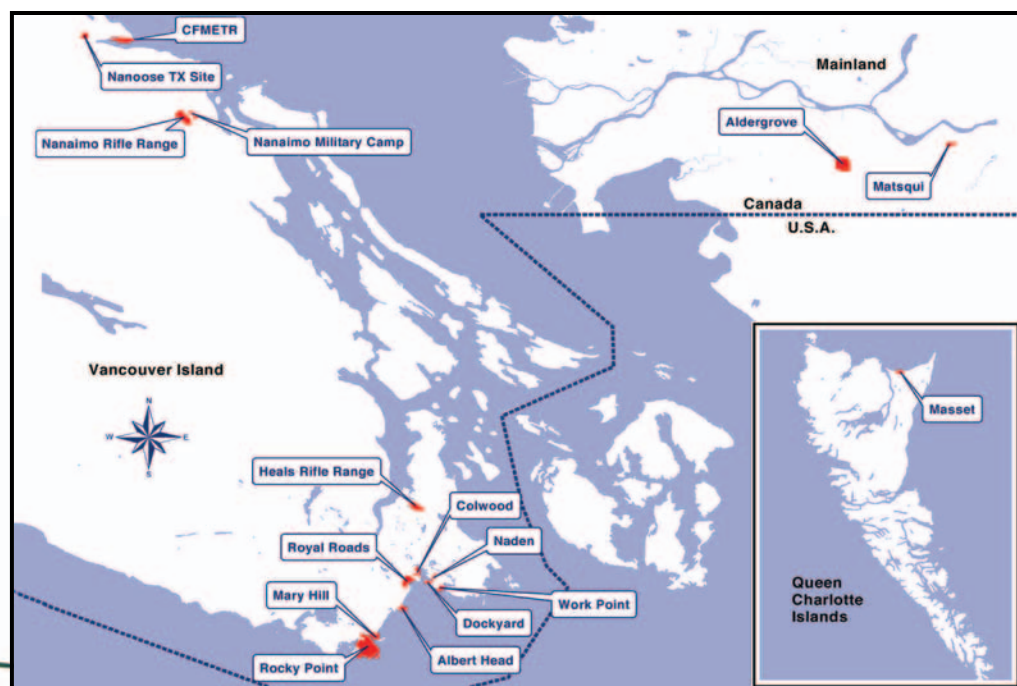 CFMETR
Mainland
Nanoose TX Site
Aldergrove
Nanaimo Rifle Range
Nanaimo Military Camp
Matsqui
Canada
U.S.A.
Vancouver Island
N
W
E
S
Masset
Heals Rifle Range
Colwood
Royal Roads
Naden
Mary Hill
Work Point
Dockyard
Rocky Point
Albert Head
Queen
Charlotte
Islands